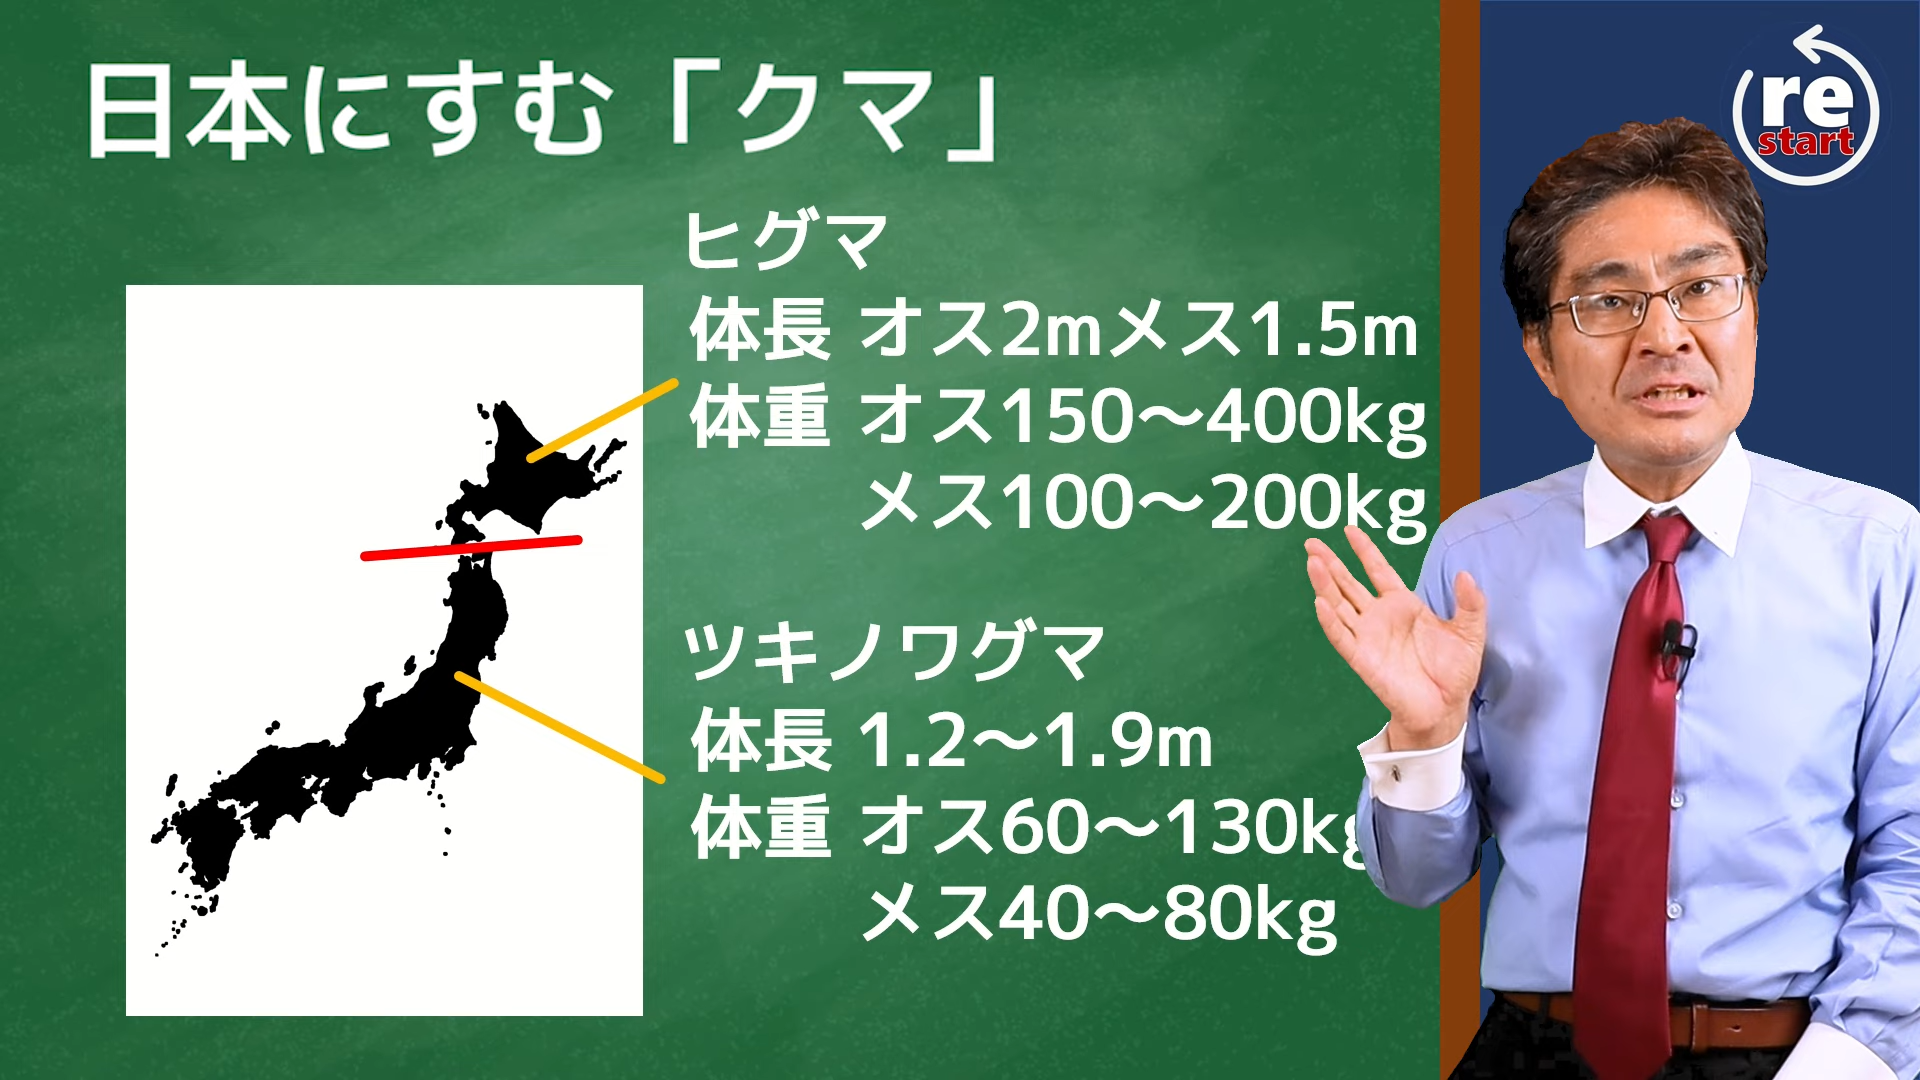 日本にすむ「クマ」
re
start
ヒグマ
体長 オス2mメス1.5m
体重 オス150〜400kg
メス100〜200kg
ツキノワグマ
体長 1.2〜1.9m
体重 オス60〜130kg
メス40〜80kg